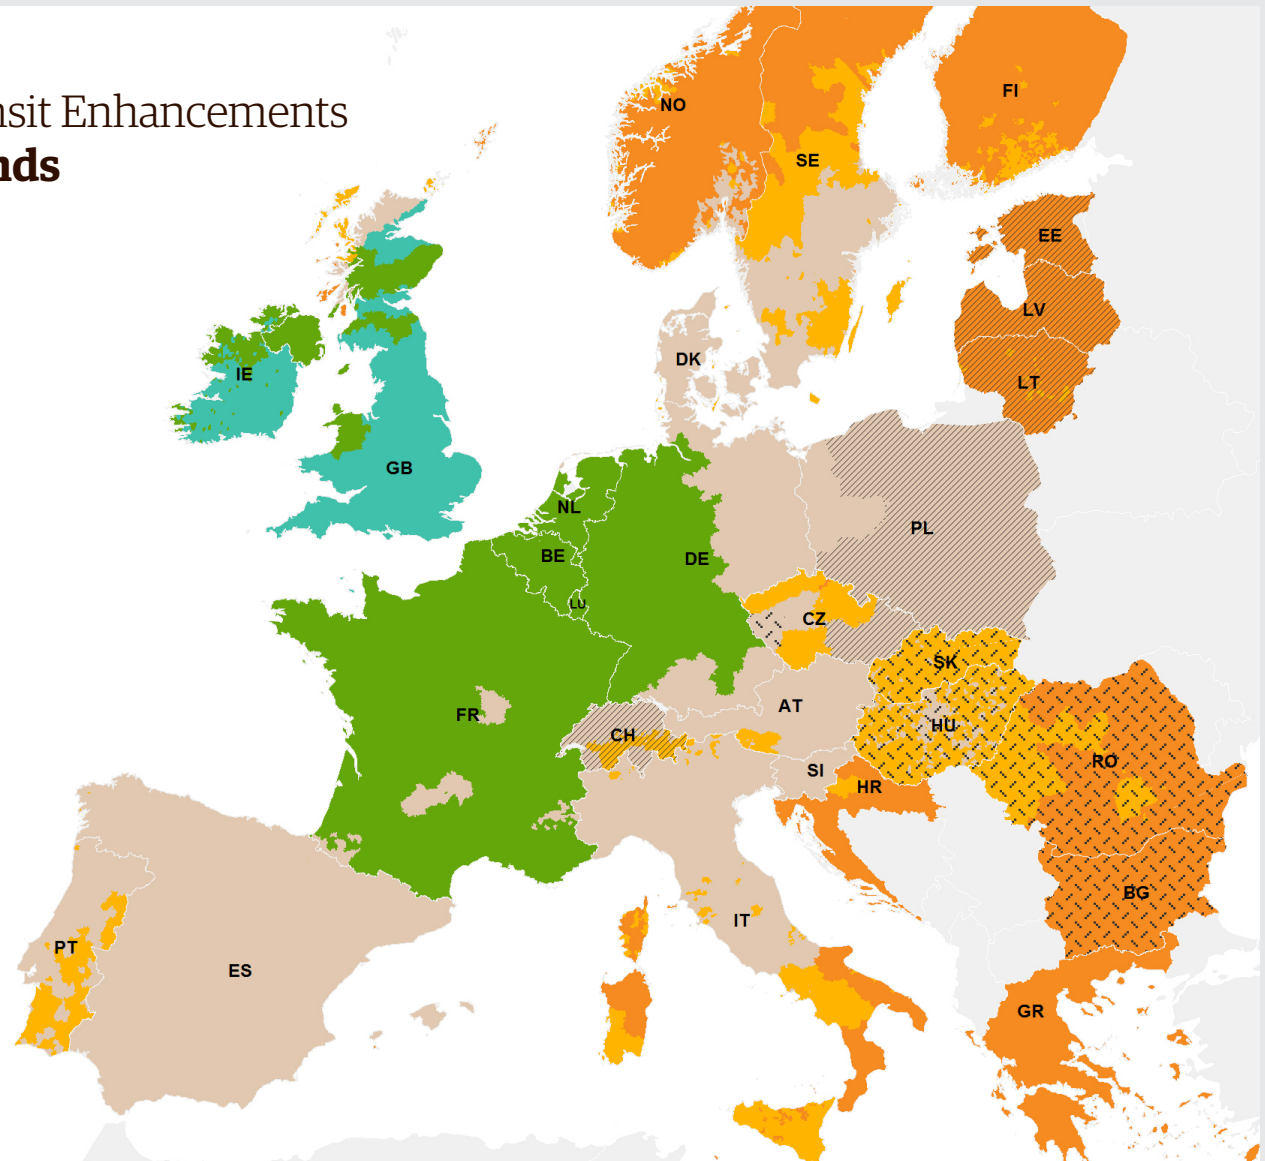 nsit Enhancements
nds
NO
FI
SE
EE
LV
DK
IE
LT
GB
NL
PL
BE
DE
LU
CZ
SK
AT
FR
HU
CH
RO
SI
HR
BG
IT
PT
ES
GR